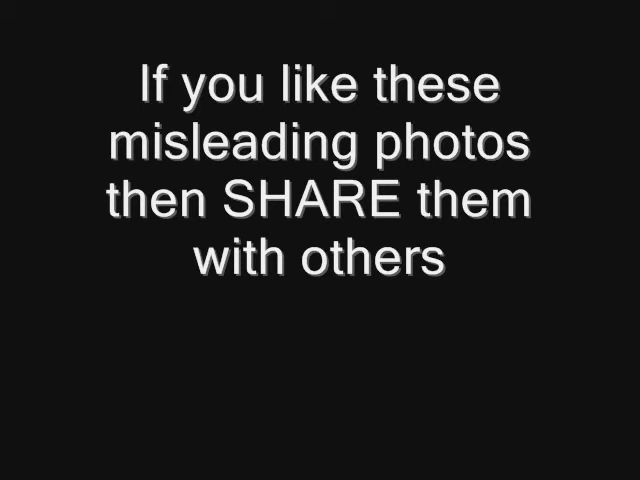 If you like these
misleading photos
then SHARE them
with others